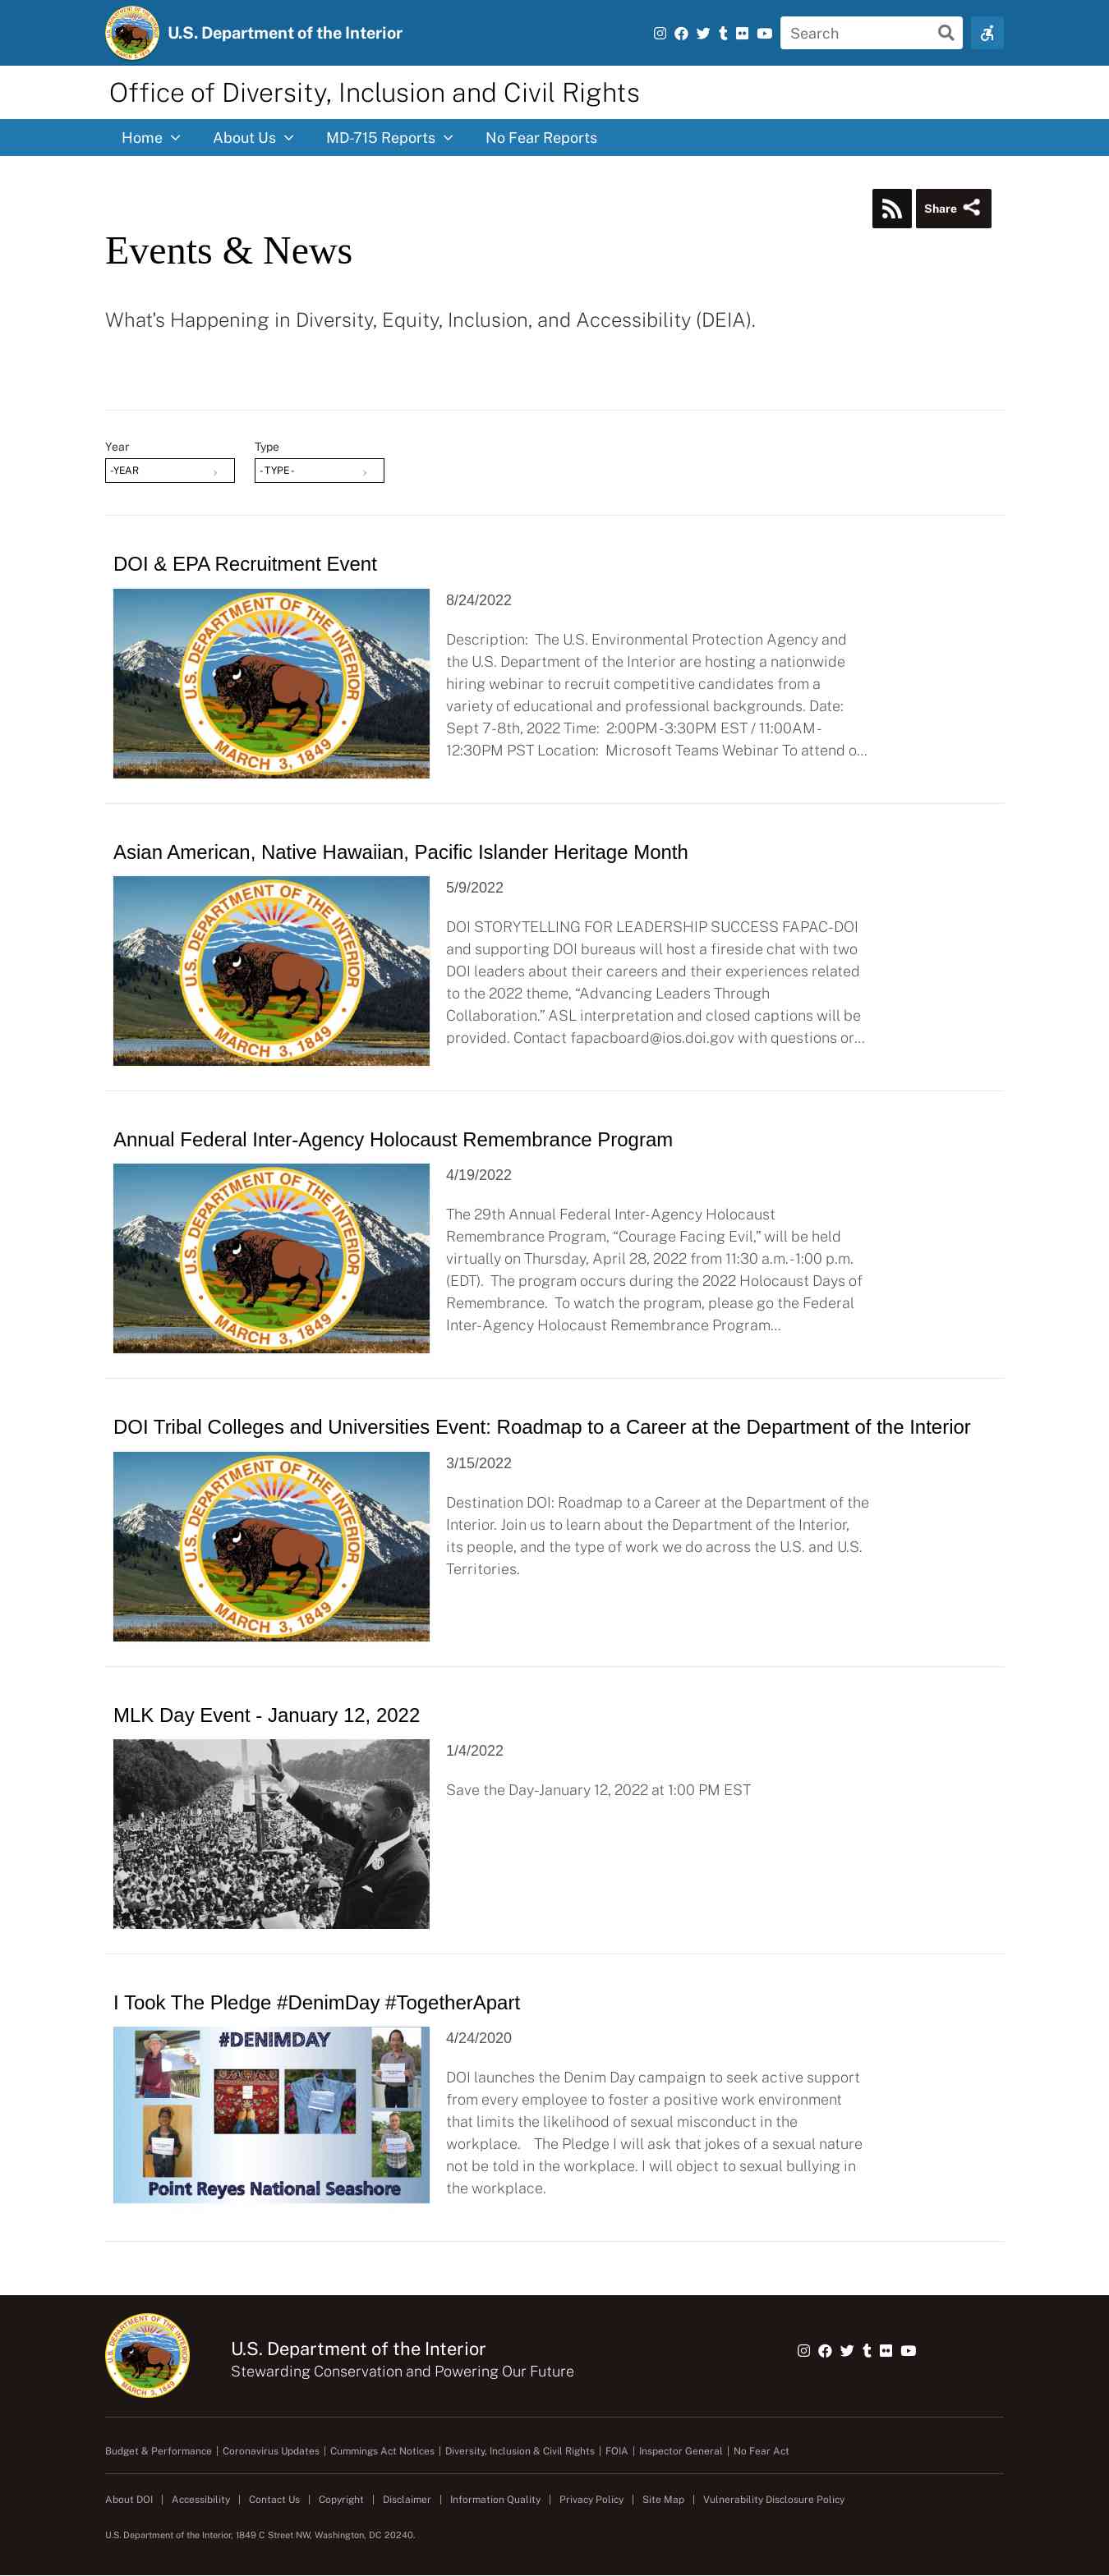 U.S. Department of the Interior
Search
Office of Diversity, Inclusion and Civil Rights
Home
About Us
MD-715 Reports
No Fear Reports
Share
Events & News
What's Happening in Diversity, Equity, Inclusion, and Accessibility (DEIA).
Year
Type
-YEAR
- TYPE -
DOI & EPA Recruitment Event
U.S. DEPARTMENT OF THE INTERIOR
MARCH 3, 1849
8/24/2022
Description:  The U.S. Environmental Protection Agency and
the U.S. Department of the Interior are hosting a nationwide
hiring webinar to recruit competitive candidates from a
variety of educational and professional backgrounds. Date:
Sept 7-8th, 2022 Time:  2:00PM-3:30PM EST / 11:00AM-
12:30PM PST Location:  Microsoft Teams Webinar To attend o...
Asian American, Native Hawaiian, Pacific Islander Heritage Month
U.S. DEPARTMENT OF THE INTERIOR
MARCH 3, 1849
5/9/2022
DOI STORYTELLING FOR LEADERSHIP SUCCESS FAPAC-DOI
and supporting DOI bureaus will host a fireside chat with two
DOI leaders about their careers and their experiences related
to the 2022 theme, “Advancing Leaders Through
Collaboration.” ASL interpretation and closed captions will be
provided. Contact fapacboard@ios.doi.gov with questions or...
Annual Federal Inter-Agency Holocaust Remembrance Program
U.S. DEPARTMENT OF THE INTERIOR
MARCH 3, 1849
4/19/2022
The 29th Annual Federal Inter-Agency Holocaust
Remembrance Program, “Courage Facing Evil,” will be held
virtually on Thursday, April 28, 2022 from 11:30 a.m.-1:00 p.m.
(EDT).  The program occurs during the 2022 Holocaust Days of
Remembrance.  To watch the program, please go the Federal
Inter-Agency Holocaust Remembrance Program...
DOI Tribal Colleges and Universities Event: Roadmap to a Career at the Department of the Interior
U.S. DEPARTMENT OF THE INTERIOR
MARCH 3, 1849
3/15/2022
Destination DOI: Roadmap to a Career at the Department of the
Interior. Join us to learn about the Department of the Interior,
its people, and the type of work we do across the U.S. and U.S.
Territories.
MLK Day Event - January 12, 2022
1/4/2022
Save the Day-January 12, 2022 at 1:00 PM EST
I Took The Pledge #DenimDay #TogetherApart
#DENIMDAY
Point Reyes National Seashore
4/24/2020
DOI launches the Denim Day campaign to seek active support
from every employee to foster a positive work environment
that limits the likelihood of sexual misconduct in the
workplace.    The Pledge I will ask that jokes of a sexual nature
not be told in the workplace. I will object to sexual bullying in
the workplace.
U.S. DEPARTMENT OF THE INTERIOR
MARCH 3, 1849
U.S. Department of the Interior
Stewarding Conservation and Powering Our Future
Budget & Performance | Coronavirus Updates | Cummings Act Notices | Diversity, Inclusion & Civil Rights | FOIA | Inspector General | No Fear Act
About DOI | Accessibility | Contact Us | Copyright | Disclaimer | Information Quality | Privacy Policy | Site Map | Vulnerability Disclosure Policy
U.S. Department of the Interior, 1849 C Street NW, Washington, DC 20240.